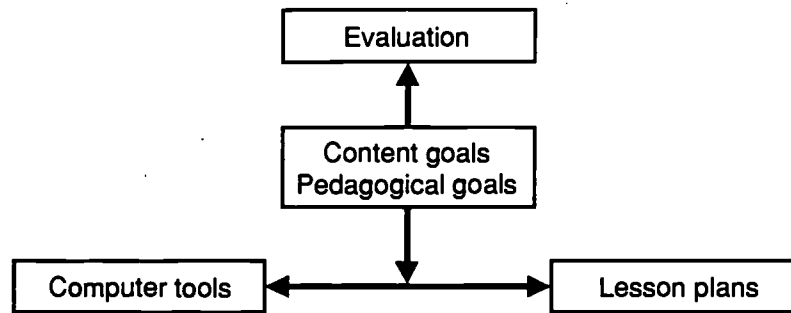 Evaluation
Content goals
Pedagogical goals
Computer tools
Lesson plans